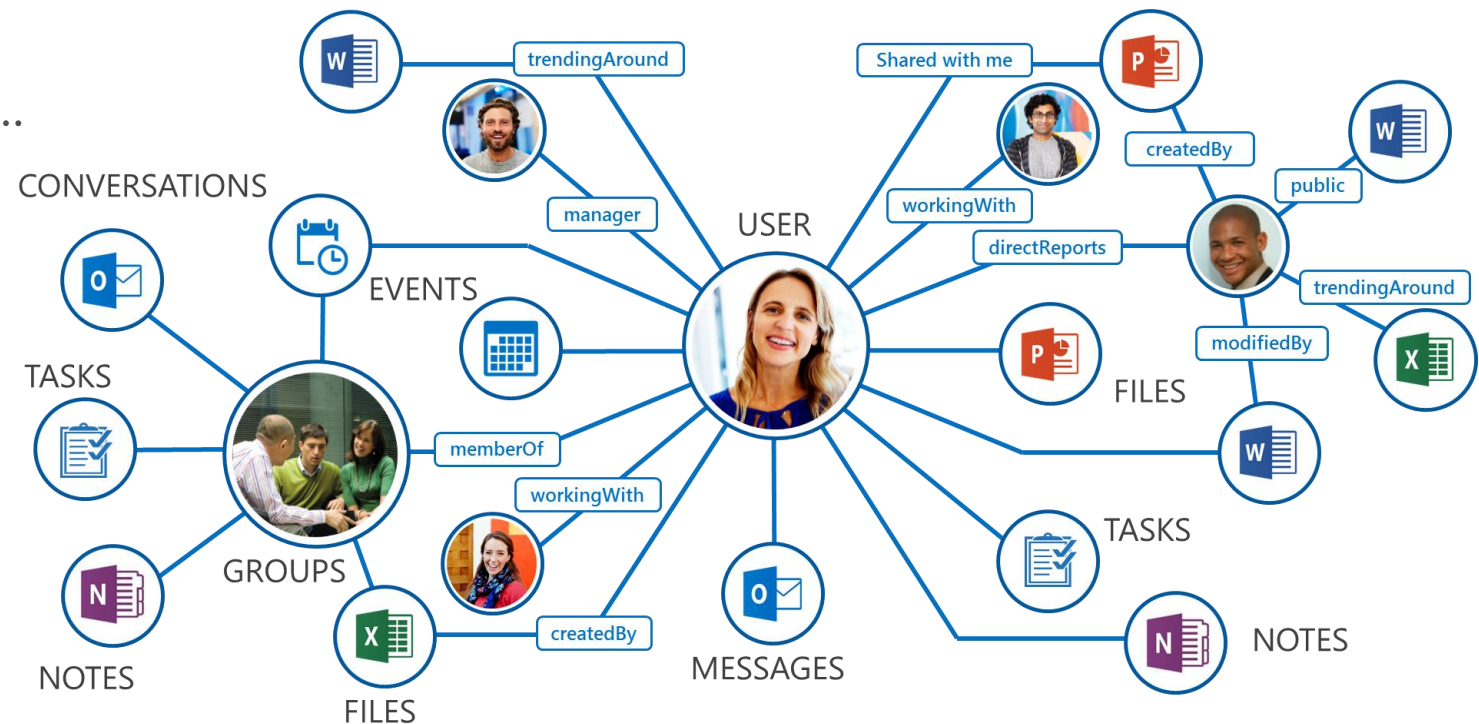 trendingAround
Shared with me
W
P
..
W
createdBy
CONVERSATIONS
public
manager
workingWith
USER
directReports
O
EVENTS
trendingAround
modifiedBy
P
X
TASKS
FILES
memberOf
W
workingWith
TASKS
GROUPS
N
O
createdBy
X
N
NOTES
MESSAGES
NOTES
FILES